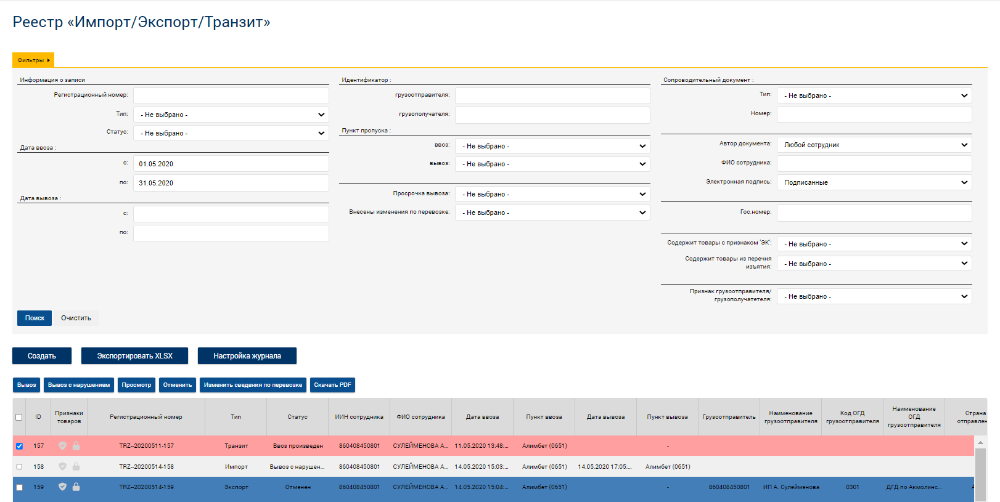 Реестр «Импорт/Экспорт/Транзит»
Фильтры
Информация о записи
Регистрационный номер:
Тип: - Не выбрано -
Статус: - Не выбрано -
Дата ввоза :
с: 01.05.2020
по: 31.05.2020
Дата вывоза :
с:
по:
Идентификатор :
грузоотправителя:
грузополучателя:
Пункт пропуска :
ввоз: - Не выбрано -
вывоз: - Не выбрано -
Просрочка вывоза: - Не выбрано -
Внесены изменения по перевозке: - Не выбрано -
Сопроводительный документ :
Тип: - Не выбрано -
Номер:
Автор документа: Любой сотрудник
ФИО сотрудника:
Электронная подпись: Подписанные
Гос.номер:
Содержит товары с признаком 'ЭК': - Не выбрано -
Содержит товары из перечня
изъятия: - Не выбрано -
Признак грузоотправителя/
грузополучатетеля: - Не выбрано -
Поиск Очистить
Создать Экспортировать XLSX Настройка журнала
Вывоз Вывоз с нарушением Просмотр Отменить Изменить сведения по перевозке Скачать PDF
ID Признаки товаров Регистрационный номер Тип Статус ИИН сотрудника ФИО сотрудника Дата ввоза Пункт ввоза Дата вывоза Пункт вывоза Грузоотправитель Наименование грузоотправителя Код ОГД грузоотправителя Наименование ОГД грузоотправителя Страна отправлен
157 TRZ--20200511-157 Транзит Ввоз произведен 860408450801 СУЛЕЙМЕНОВА А... 11.05.2020 13:48:... Алимбет (0651) -
158 TRZ--20200514-158 Импорт Вывоз с нарушен... 860408450801 СУЛЕЙМЕНОВА А... 14.05.2020 15:03:... Алимбет (0651) 14.05.2020 17:05:... Алимбет (0651)
159 TRZ--20200514-159 Экспорт Отменен 860408450801 СУЛЕЙМЕНОВА А... 14.05.2020 15:04:... Алимбет (0651) - 860408450801 ИП А. Сулейменова 0301 ДГД по Акмолинс...